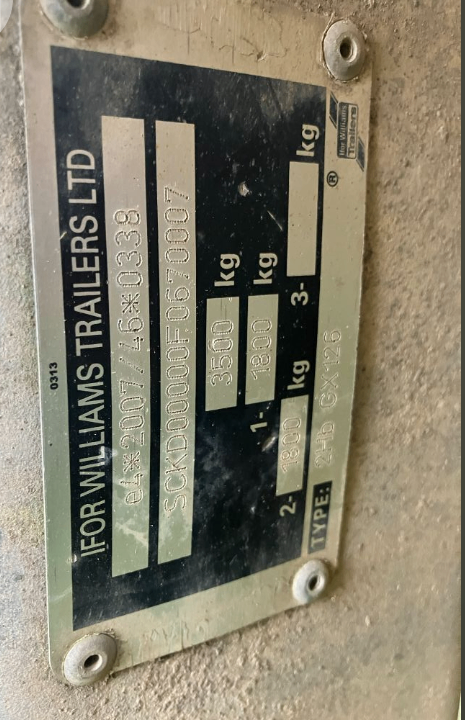 IFOR WILLIAMS TRAILERS LTD
e4*2007/46*0338
SCKD00000F0670007
3500 kg
1- 1800 kg
2- 1800 kg 3- kg
TYPE: 2Hb GX126
Ifor Williams
Trailers
®
0313